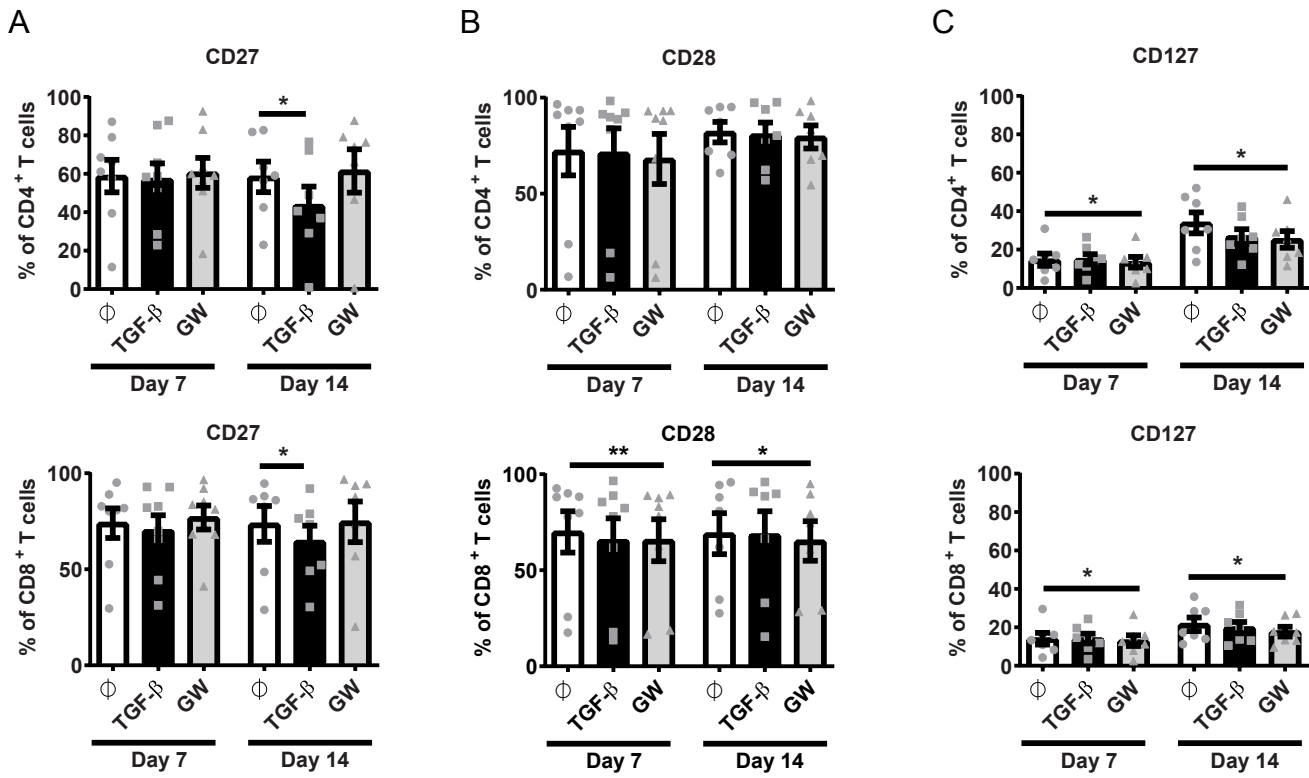 A
CD27
% of CD4+ T cells
100
80
60
40
20
0
*
Φ
TGF-β
GW
Φ
TGF-β
GW
Day 7
Day 14
CD27
% of CD8+ T cells
100
50
0
*
Φ
TGF-β
GW
Φ
TGF-β
GW
Day 7
Day 14
B
CD28
% of CD4+ T cells
100
50
0
Φ
TGF-β
GW
Φ
TGF-β
GW
Day 7
Day 14
CD28
% of CD8+ T cells
100
50
0
**
*
Φ
TGF-β
GW
Φ
TGF-β
GW
Day 7
Day 14
C
CD127
% of CD4+ T cells
100
80
60
40
20
0
*
*
Φ
TGF-β
GW
Φ
TGF-β
GW
Day 7
Day 14
CD127
% of CD8+ T cells
100
80
60
40
20
0
*
*
Φ
TGF-β
GW
Φ
TGF-β
GW
Day 7
Day 14